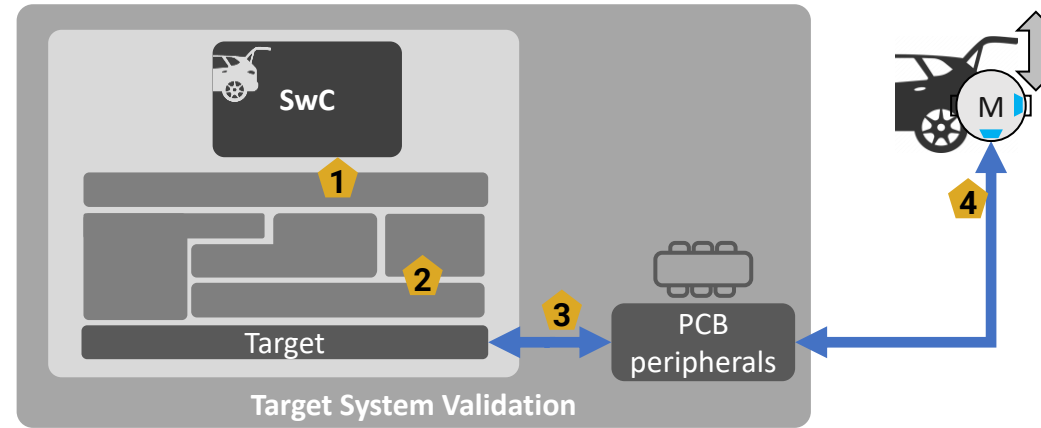 SwC
M
1
4
2
3
PCB
peripherals
Target
Target System Validation